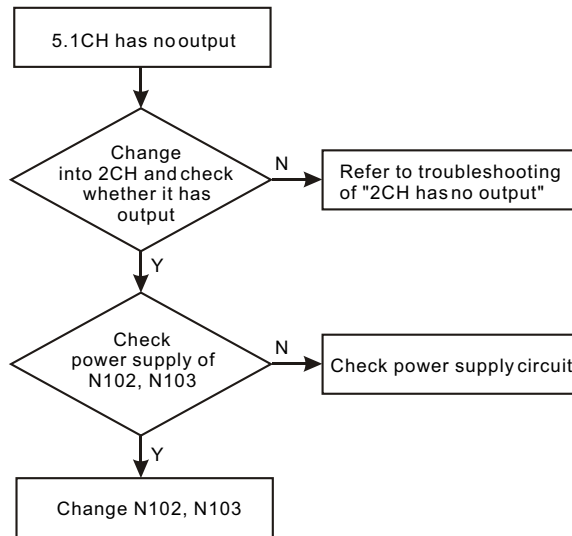 5.1CH has no output
Change
into 2CH and check
whether it has
output
N
Refer to troubleshooting
of "2CH has no output"
Y
Check
power supply of
N102, N103
N
Check power supply circuit
Y
Change N102, N103